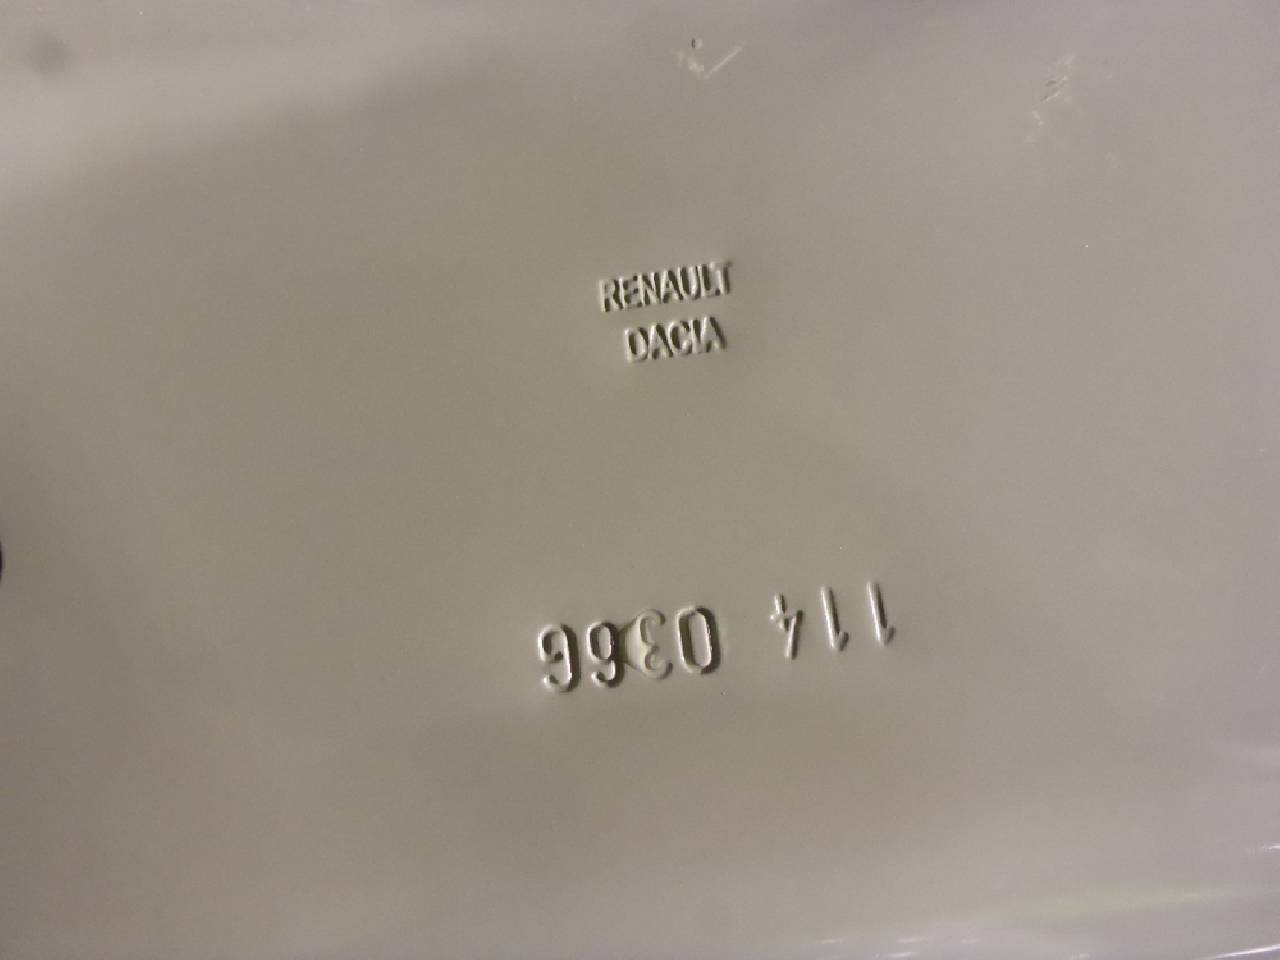 RENAULT
DACIA
114 0366